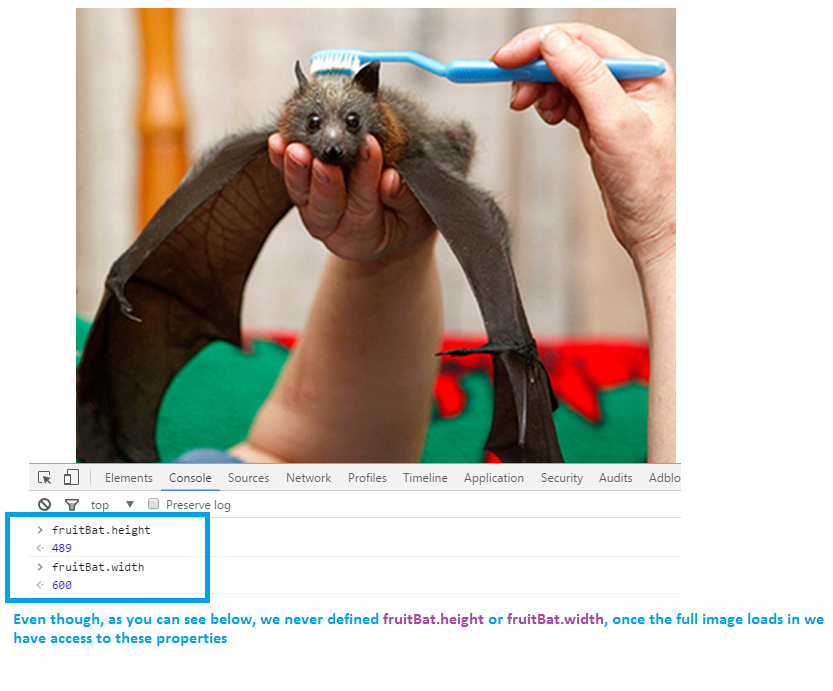 Elements Console Sources Network Profiles Timeline Application Security Audits Adblo
top ▼ Preserve log
> fruitBat.height
489
> fruitBat.width
600
Even though, as you can see below, we never defined fruitBat.height or fruitBat.width, once the full image loads in we
have access to these properties